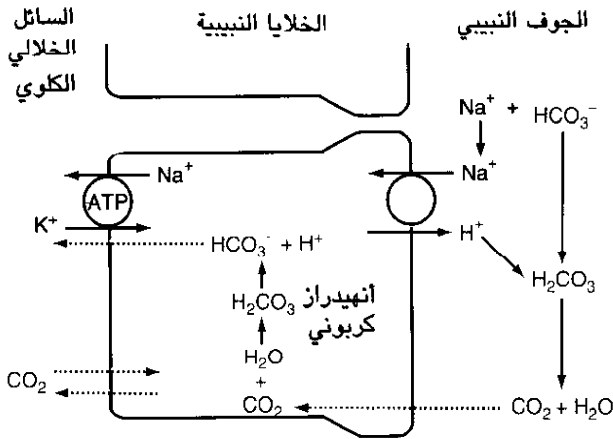 السائل
الخلالي
الكلوي
الخلايا النبيبية
الجوف النبيبي
Na⁺ + HCO₃⁻
Na⁺
Na⁺
ATP
K⁺
H⁺
HCO₃⁻ + H⁺
H₂CO₃
H₂CO₃
أنهيدراز
كربوني
H₂O
+
CO₂
CO₂
CO₂ + H₂O